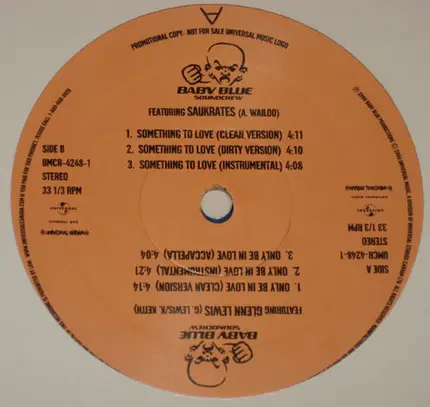 A
PROMOTIONAL COPY - NOT FOR SALE UNIVERSAL MUSIC LOGO
BABY BLUE
SOUNDCREW
FEATURING SAUKRATES (A. WAILOO)
1. SOMETHING TO LOVE (CLEAN VERSION) 4:11
2. SOMETHING TO LOVE (DIRTY VERSION) 4:10
3. SOMETHING TO LOVE (INSTRUMENTAL) 4:08
SIDE B
UMCR-4248-1
STEREO
33 1/3 RPM
UNIVERSAL
BABY BLUE
SOUNDCREW
FEATURING GLENN LEWIS (G. LEWIS/K. KEITH)
1. ONLY BE IN LOVE (CLEAN VERSION) 4:14
2. ONLY BE IN LOVE (INSTRUMENTAL) 4:21
3. ONLY BE IN LOVE (ACCAPELLA) 4:04
SIDE A
UMCR-4248-1
STEREO
33 1/3 RPM
UNIVERSAL